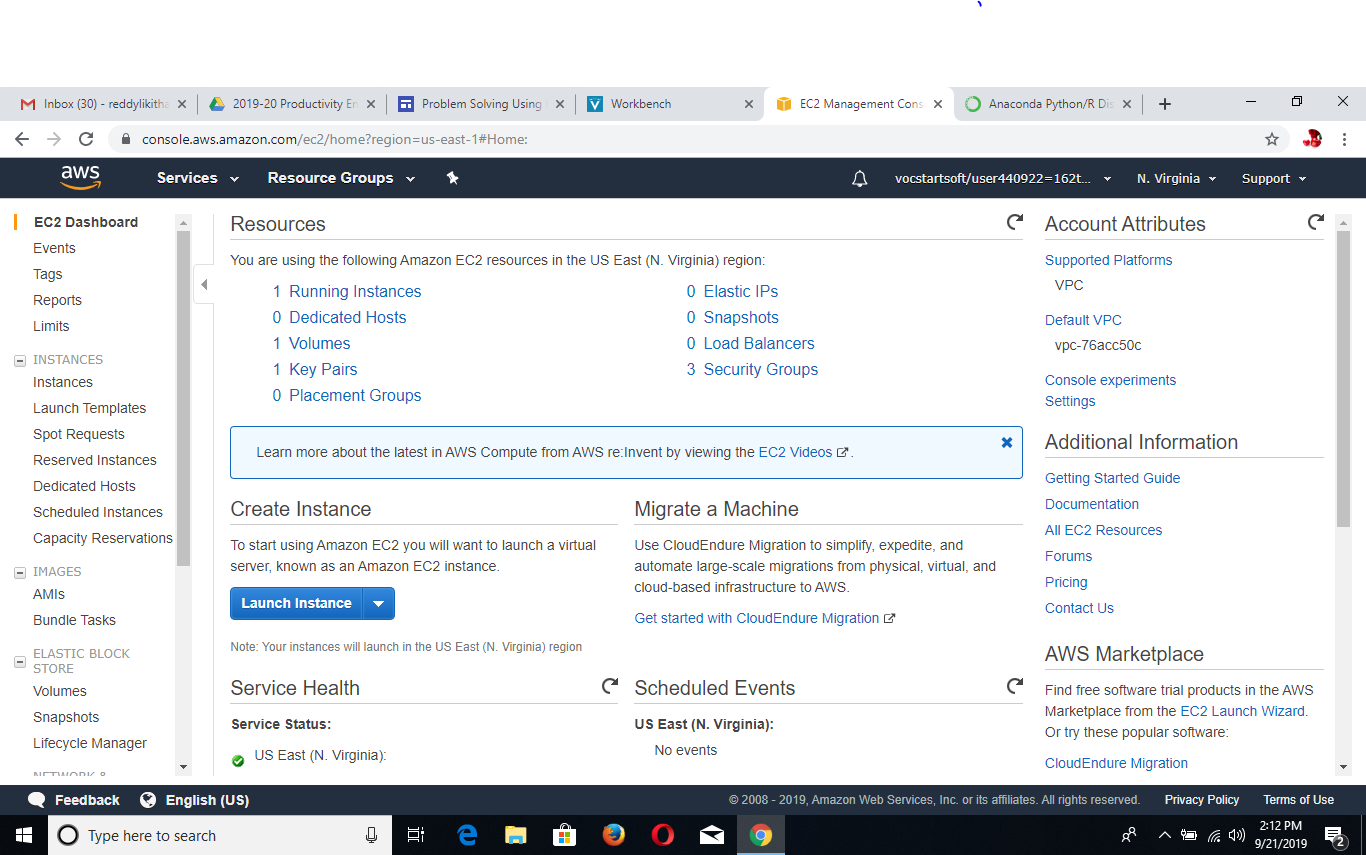 Inbox (30) - reddylikitha
2019-20 Productivity En
Problem Solving Using
Workbench
EC2 Management Cons
Anaconda Python/R Dis
console.aws.amazon.com/ec2/home?region=us-east-1#Home:
aws
Services
Resource Groups
vocstartsoft/user440922=162t...
N. Virginia
Support
EC2 Dashboard
Events
Tags
Reports
Limits
INSTANCES
Instances
Launch Templates
Spot Requests
Reserved Instances
Dedicated Hosts
Scheduled Instances
Capacity Reservations
IMAGES
AMIs
Bundle Tasks
ELASTIC BLOCK
STORE
Volumes
Snapshots
Lifecycle Manager
NETWORK &
Resources
You are using the following Amazon EC2 resources in the US East (N. Virginia) region:
1 Running Instances
0 Dedicated Hosts
1 Volumes
1 Key Pairs
0 Placement Groups
0 Elastic IPs
0 Snapshots
0 Load Balancers
3 Security Groups
Learn more about the latest in AWS Compute from AWS re:Invent by viewing the EC2 Videos .
Create Instance
To start using Amazon EC2 you will want to launch a virtual
server, known as an Amazon EC2 instance.
Launch Instance
Note: Your instances will launch in the US East (N. Virginia) region
Migrate a Machine
Use CloudEndure Migration to simplify, expedite, and
automate large-scale migrations from physical, virtual, and
cloud-based infrastructure to AWS.
Get started with CloudEndure Migration
Service Health
Service Status:
US East (N. Virginia):
Scheduled Events
US East (N. Virginia):
No events
Account Attributes
Supported Platforms
VPC
Default VPC
vpc-76acc50c
Console experiments
Settings
Additional Information
Getting Started Guide
Documentation
All EC2 Resources
Forums
Pricing
Contact Us
AWS Marketplace
Find free software trial products in the AWS
Marketplace from the EC2 Launch Wizard.
Or try these popular software:
CloudEndure Migration
Feedback
English (US)
© 2008 - 2019, Amazon Web Services, Inc. or its affiliates. All rights reserved.
Privacy Policy
Terms of Use
Type here to search
2:12 PM
9/21/2019
2